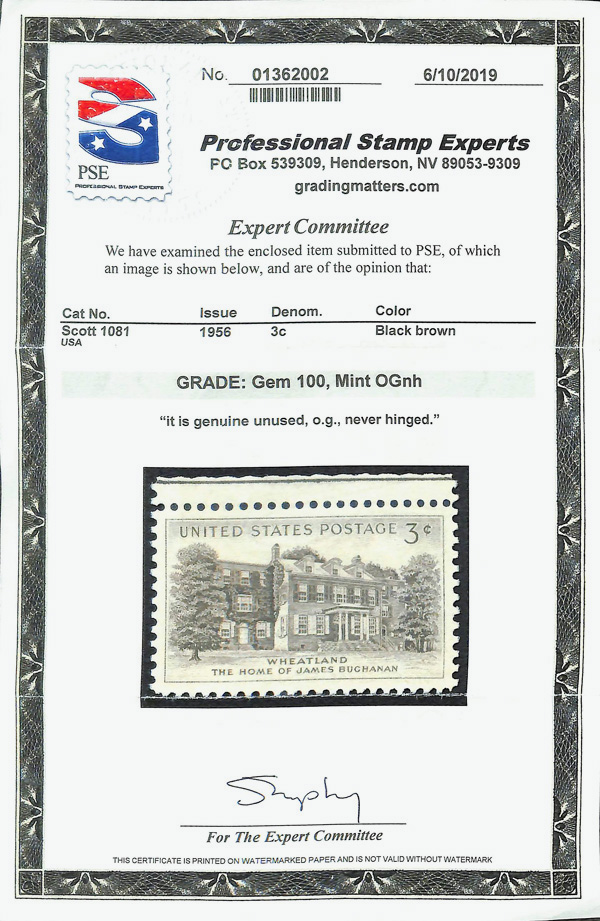 No. 01362002 6/10/2019
PSE
PROFESSIONAL STAMP EXPERTS
Professional Stamp Experts
PO Box 539309, Henderson, NV 89053-9309
gradingmatters.com
Expert Committee
We have examined the enclosed item submitted to PSE, of which
an image is shown below, and are of the opinion that:
Cat No. Issue Denom. Color
Scott 1081 1956 3c Black brown
USA
GRADE: Gem 100, Mint OGnh
“it is genuine unused, o.g., never hinged.”
UNITED STATES POSTAGE 3¢
WHEATLAND
THE HOME OF JAMES BUCHANAN
For The Expert Committee
THIS CERTIFICATE IS PRINTED ON WATERMARKED PAPER AND IS NOT VALID WITHOUT WATERMARK